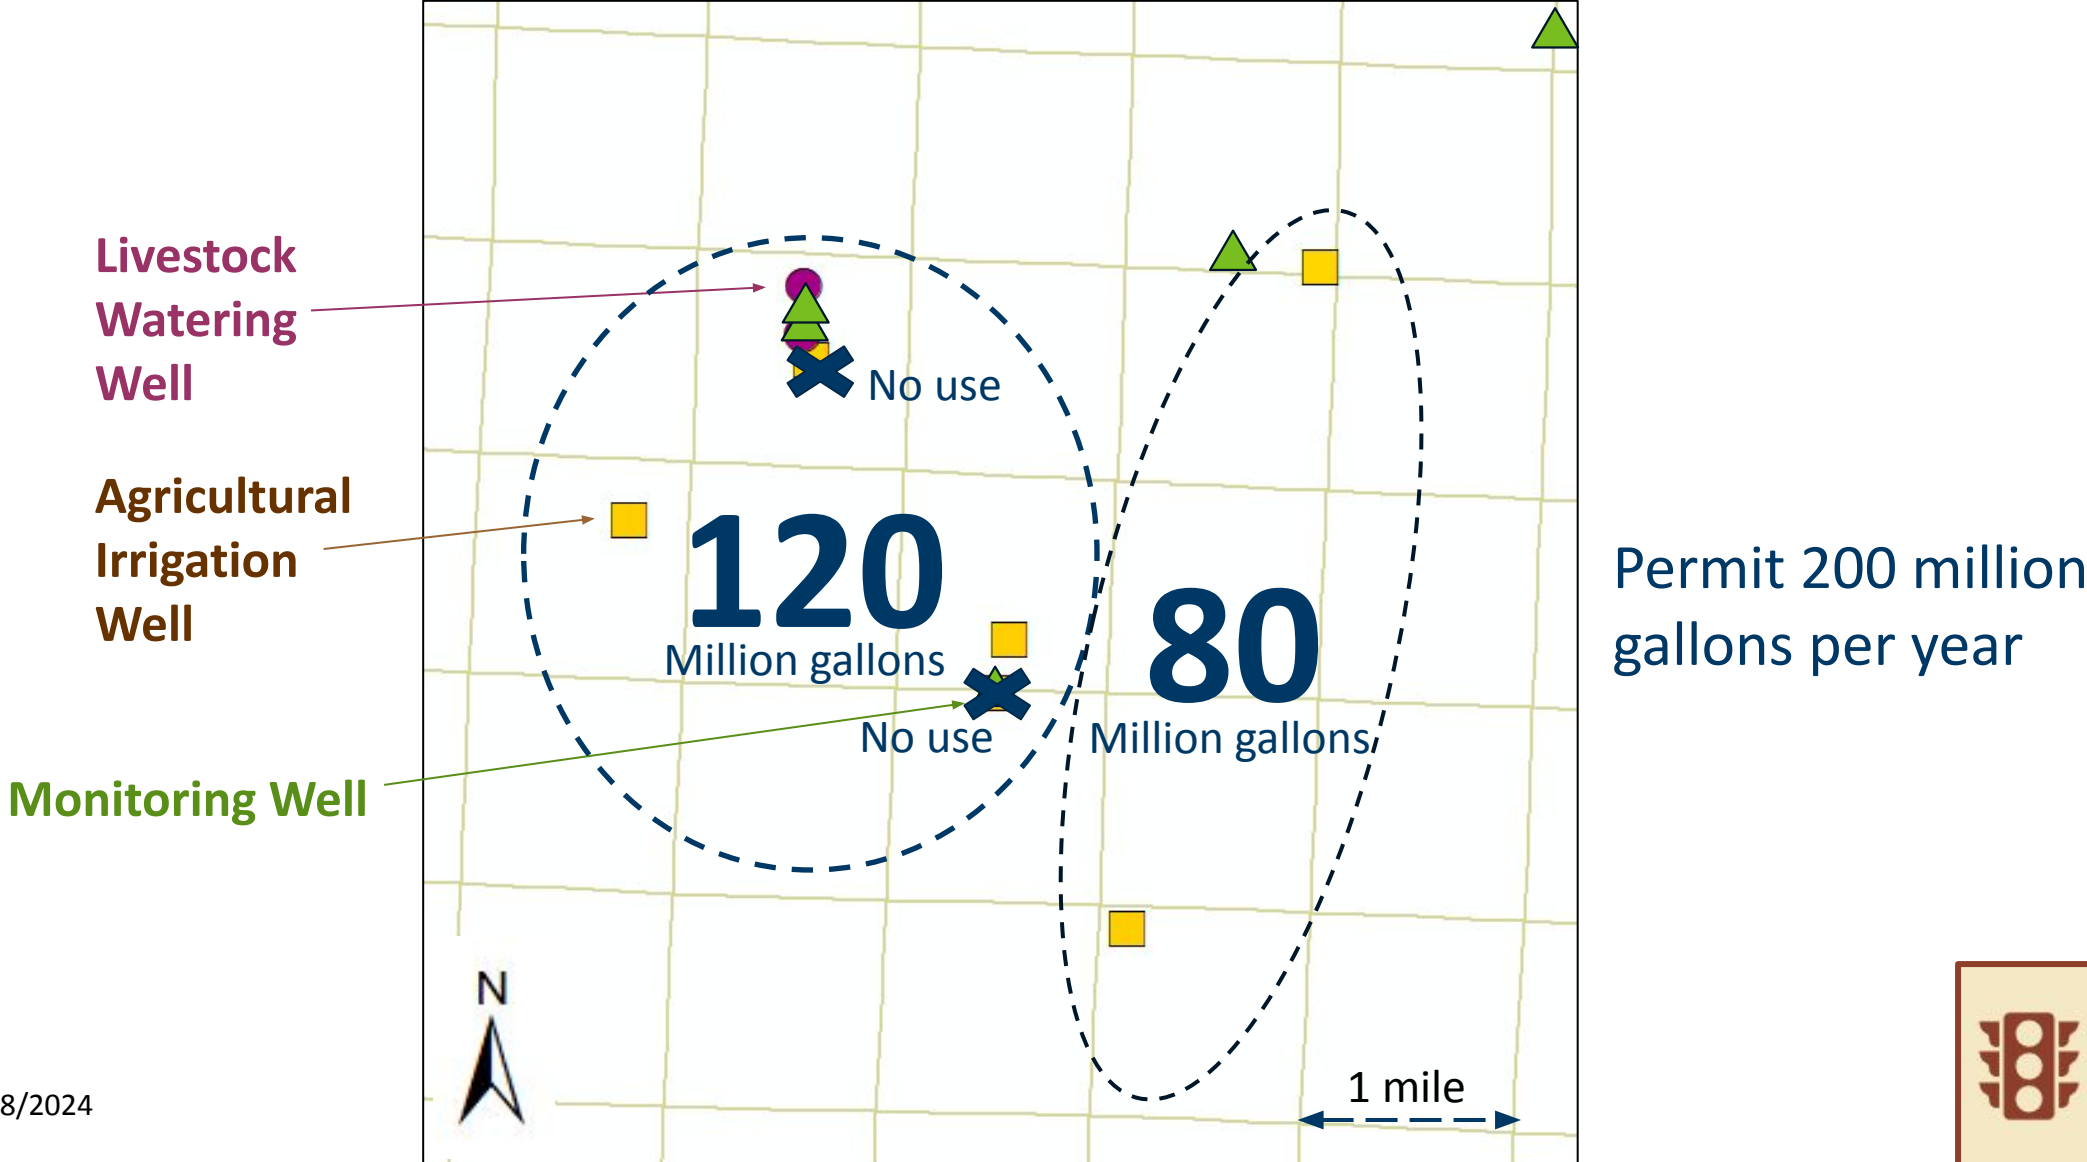 Livestock
Watering
Well
Agricultural
Irrigation
Well
Monitoring Well
No use
120
Million gallons
No use
80
Million gallons
Permit 200 million
gallons per year
N
1 mile
8/2024